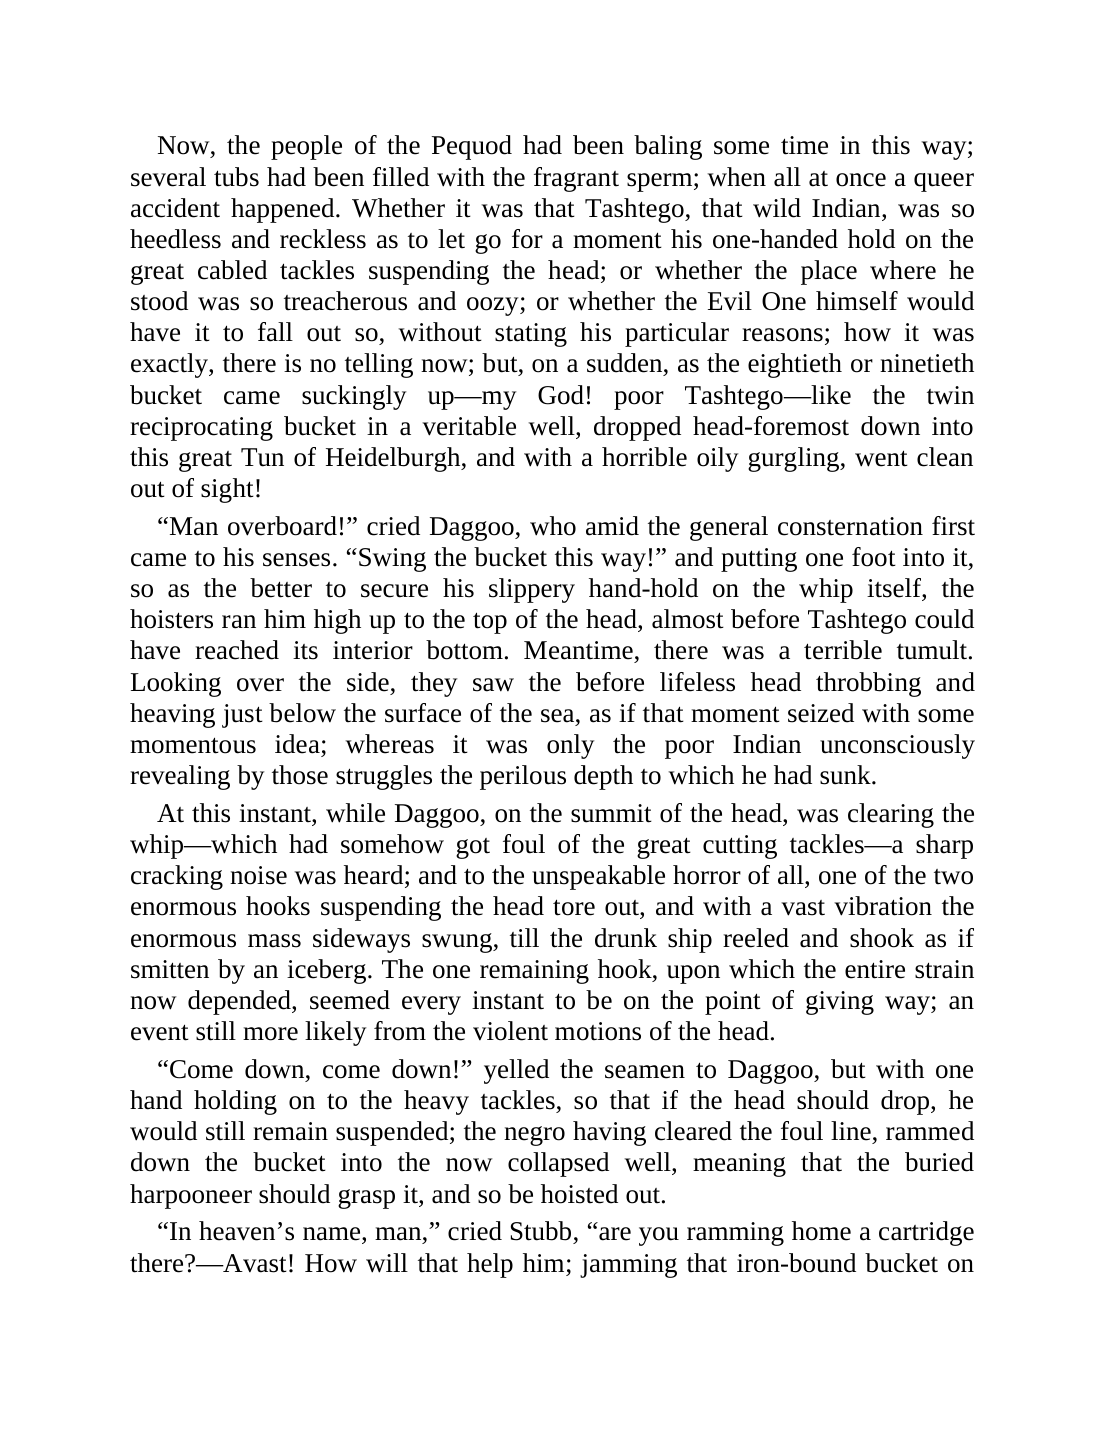 Now, the people of the Pequod had been baling some time in this way;
several tubs had been filled with the fragrant sperm; when all at once a queer
accident happened. Whether it was that Tashtego, that wild Indian, was so
heedless and reckless as to let go for a moment his one-handed hold on the
great cabled tackles suspending the head; or whether the place where he
stood was so treacherous and oozy; or whether the Evil One himself would
have it to fall out so, without stating his particular reasons; how it was
exactly, there is no telling now; but, on a sudden, as the eightieth or ninetieth
bucket came suckingly up—my God! poor Tashtego—like the twin
reciprocating bucket in a veritable well, dropped head-foremost down into
this great Tun of Heidelburgh, and with a horrible oily gurgling, went clean
out of sight!
“Man overboard!” cried Daggoo, who amid the general consternation first
came to his senses. “Swing the bucket this way!” and putting one foot into it,
so as the better to secure his slippery hand-hold on the whip itself, the
hoisters ran him high up to the top of the head, almost before Tashtego could
have reached its interior bottom. Meantime, there was a terrible tumult.
Looking over the side, they saw the before lifeless head throbbing and
heaving just below the surface of the sea, as if that moment seized with some
momentous idea; whereas it was only the poor Indian unconsciously
revealing by those struggles the perilous depth to which he had sunk.
At this instant, while Daggoo, on the summit of the head, was clearing the
whip—which had somehow got foul of the great cutting tackles—a sharp
cracking noise was heard; and to the unspeakable horror of all, one of the two
enormous hooks suspending the head tore out, and with a vast vibration the
enormous mass sideways swung, till the drunk ship reeled and shook as if
smitten by an iceberg. The one remaining hook, upon which the entire strain
now depended, seemed every instant to be on the point of giving way; an
event still more likely from the violent motions of the head.
“Come down, come down!” yelled the seamen to Daggoo, but with one
hand holding on to the heavy tackles, so that if the head should drop, he
would still remain suspended; the negro having cleared the foul line, rammed
down the bucket into the now collapsed well, meaning that the buried
harpooneer should grasp it, and so be hoisted out.
“In heaven’s name, man,” cried Stubb, “are you ramming home a cartridge
there?—Avast! How will that help him; jamming that iron-bound bucket on